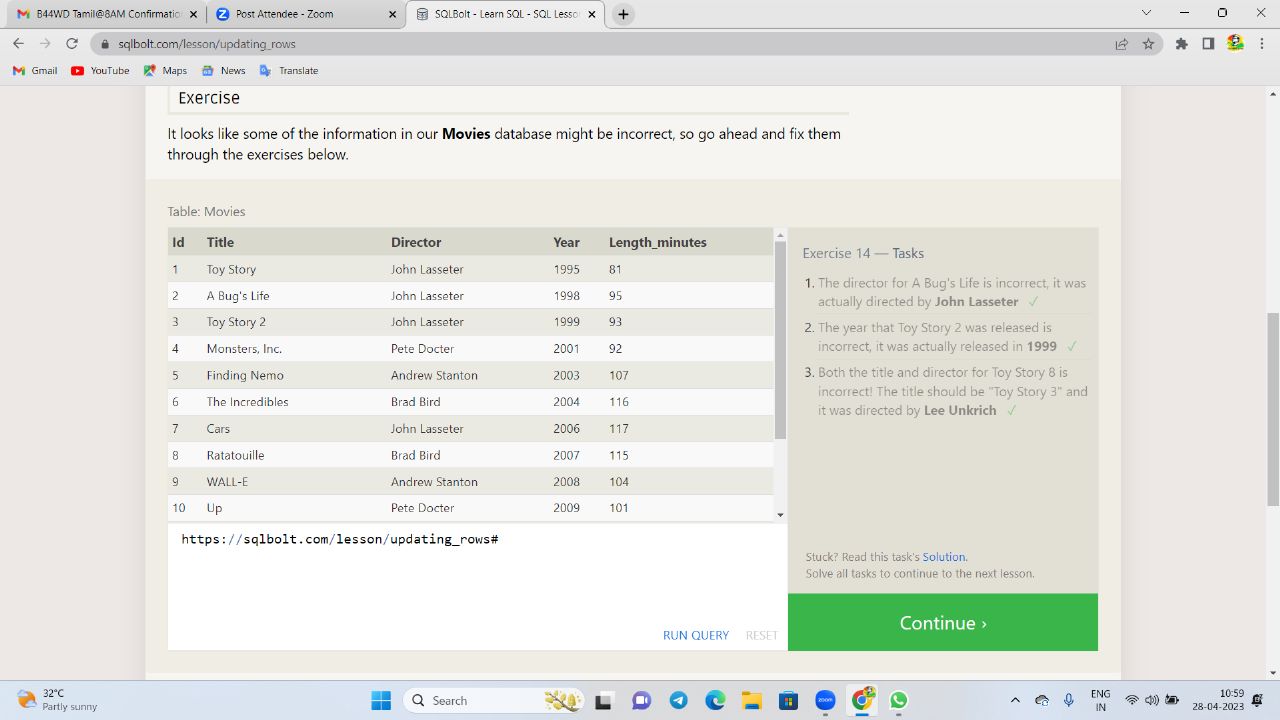 B44WD Tamil@8AM Confirmatio
Post Attendee - Zoom
SQLBolt - Learn SQL - SQL Lesso
sqlbolt.com/lesson/updating_rows
Gmail
YouTube
Maps
News
Translate
Exercise
It looks like some of the information in our Movies database might be incorrect, so go ahead and fix them
through the exercises below.
Table: Movies
Id Title Director Year Length_minutes
1 Toy Story John Lasseter 1995 81
2 A Bug's Life John Lasseter 1998 95
3 Toy Story 2 John Lasseter 1999 93
4 Monsters, Inc. Pete Docter 2001 92
5 Finding Nemo Andrew Stanton 2003 107
6 The Incredibles Brad Bird 2004 116
7 Cars John Lasseter 2006 117
8 Ratatouille Brad Bird 2007 115
9 WALL-E Andrew Stanton 2008 104
10 Up Pete Docter 2009 101
https://sqlbolt.com/lesson/updating_rows#
RUN QUERY RESET
Exercise 14 — Tasks
1. The director for A Bug's Life is incorrect, it was
actually directed by John Lasseter ✓
2. The year that Toy Story 2 was released is
incorrect, it was actually released in 1999 ✓
3. Both the title and director for Toy Story 8 is
incorrect! The title should be "Toy Story 3" and
it was directed by Lee Unkrich ✓
Stuck? Read this task's Solution.
Solve all tasks to continue to the next lesson.
Continue ›
32°C
Partly sunny
Search
zoom
ENG
IN
10:59
28-04-2023